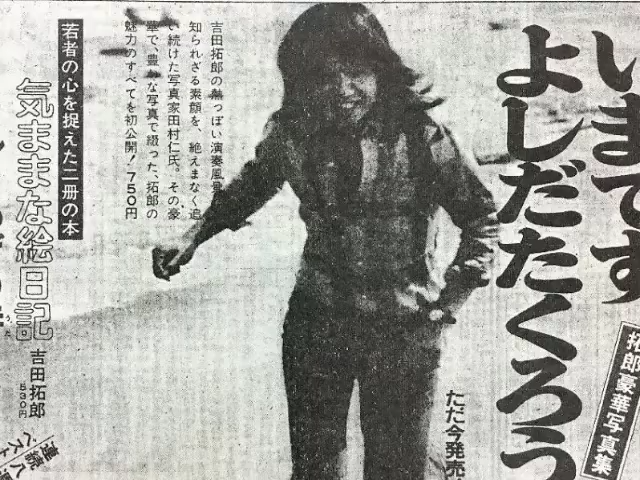 いまです
よしだたくろう
拓郎豪華写真集
ただ今発売
吉田拓郎の熱っぽい演奏風景
知られざる素顔を、絶えまなく追
い続けた写真家田村仁氏。その豪
華で、豊かな写真で綴った、拓郎の
魅力のすべてを初公開!750円
若者の心を捉えた二冊の本
気ままな絵日記
吉田拓郎
530円
連続入
ベスト